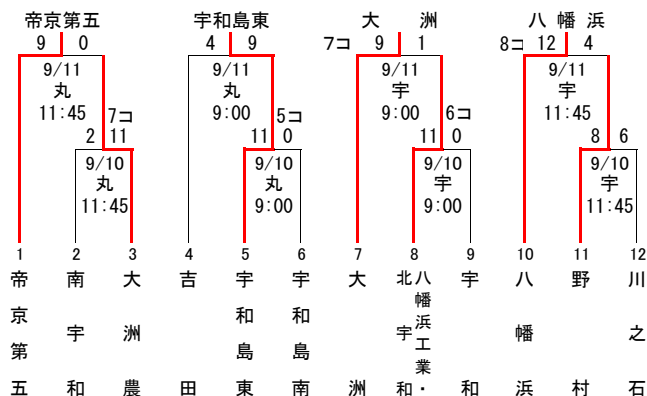 帝京第五 宇和島東 大洲 八幡浜
9 0 4 9 7コ 9 1 8コ 12 4
9/11 9/11 9/11 9/11
丸 丸 宇 宇
11:45 9:00 9:00 11:45
7コ 5コ 6コ
2 11 11 0 11 0 8 6
9/10 9/10 9/10 9/10
丸 丸 宇 宇
11:45 9:00 9:00 11:45
1 2 3 4 5 6 7 8 9 10 11 12
帝京第五
南宇和
大洲農
吉田
宇和島東
宇和島南
大洲
八幡浜工業・
北宇和
宇和
八幡浜
野村
川之石